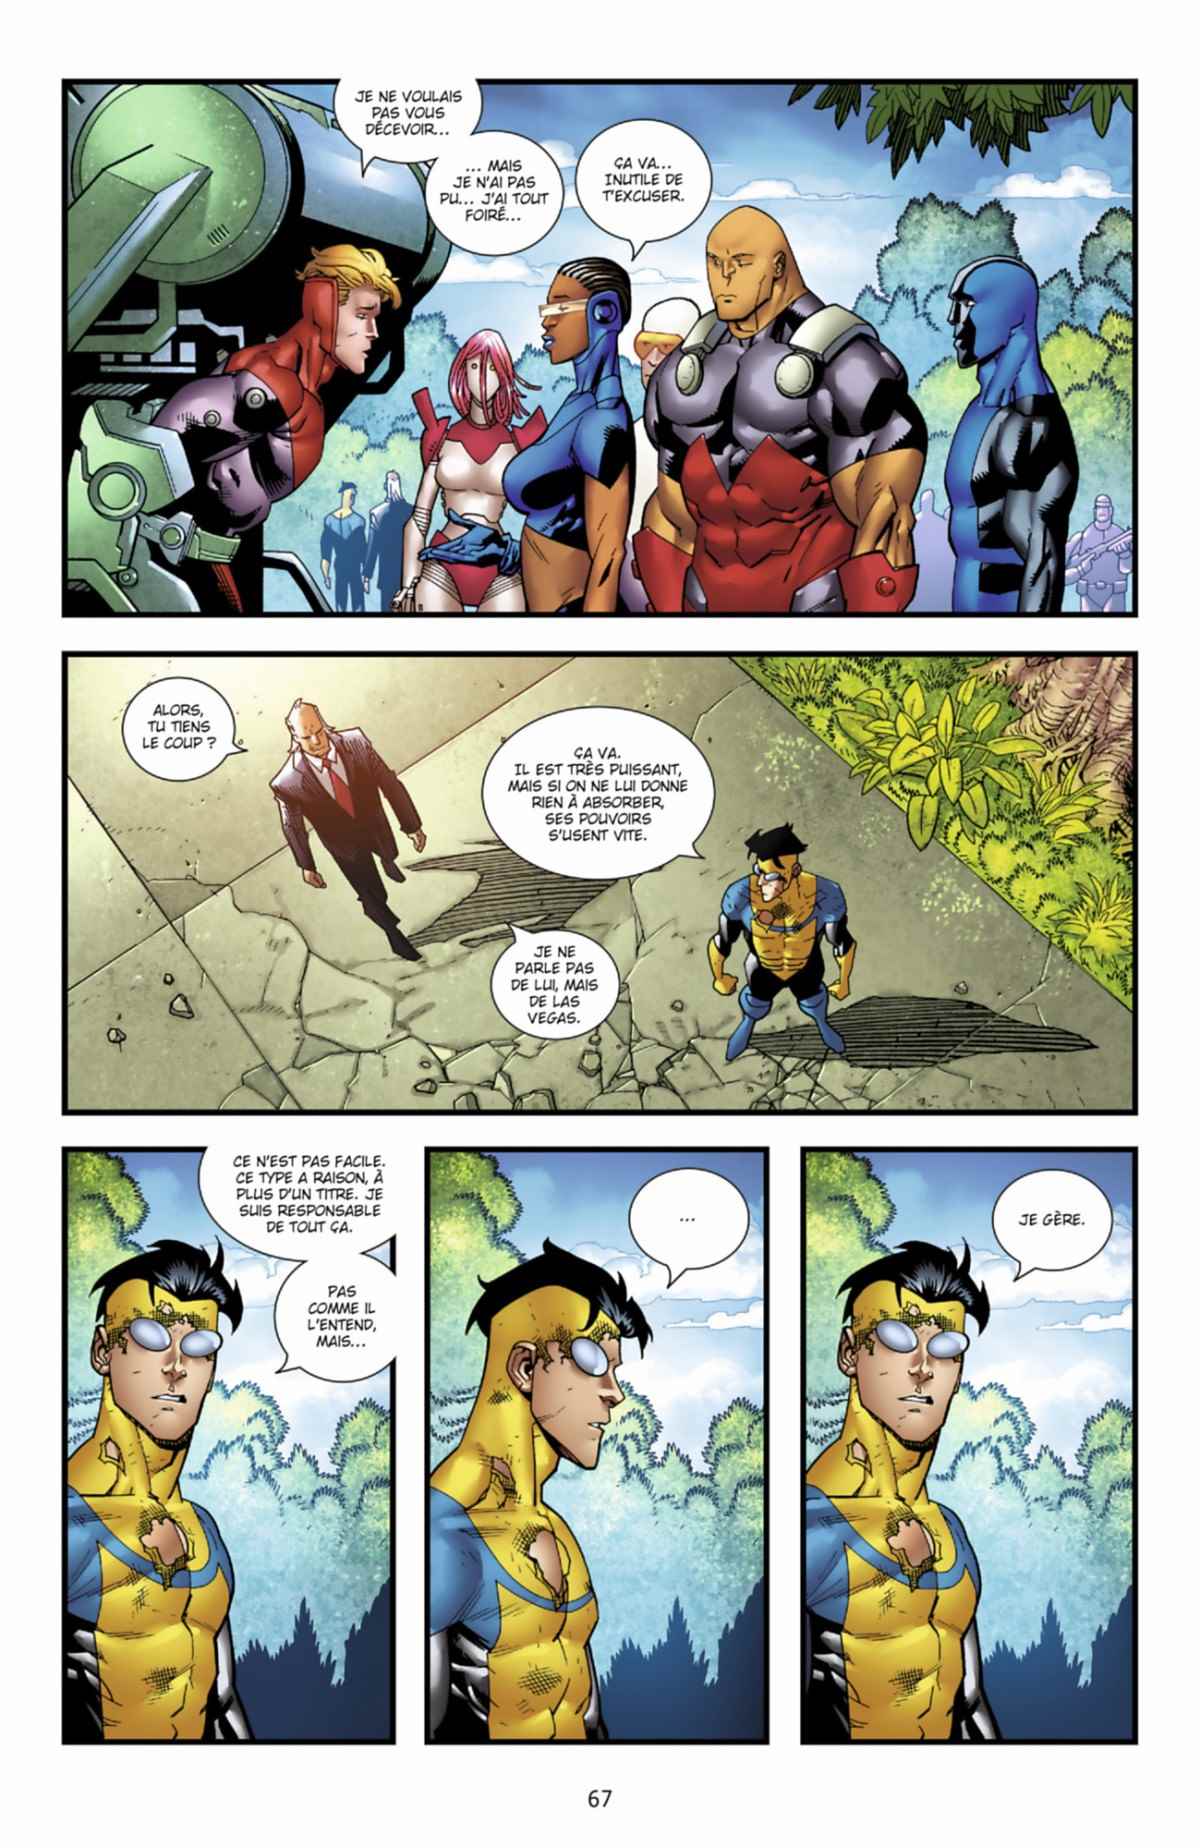 JE NE VOULAIS
PAS VOUS
DÉCEVOIR...
... MAIS
JE N'AI PAS
PU... J'AI TOUT
FOIRÉ...
ÇA VA...
INUTILE DE
T'EXCUSER.
ALORS,
TU TIENS
LE COUP ?
ÇA VA.
IL EST TRÈS PUISSANT,
MAIS SI ON NE LUI DONNE
RIEN À ABSORBER,
SES POUVOIRS
S'USENT VITE.
JE NE
PARLE PAS
DE LUI, MAIS
DE LAS
VEGAS.
CE N'EST PAS FACILE.
CE TYPE A RAISON, À
PLUS D'UN TITRE. JE
SUIS RESPONSABLE
DE TOUT ÇA.
PAS
COMME IL
L'ENTEND,
MAIS...
...
JE GÈRE.
67